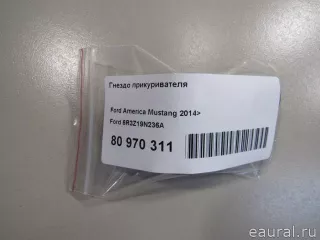 Гнездо прикуривателя
Ford America Mustang 2014>
Ford 8R3Z19N236A
80 970 311
eaural.ru